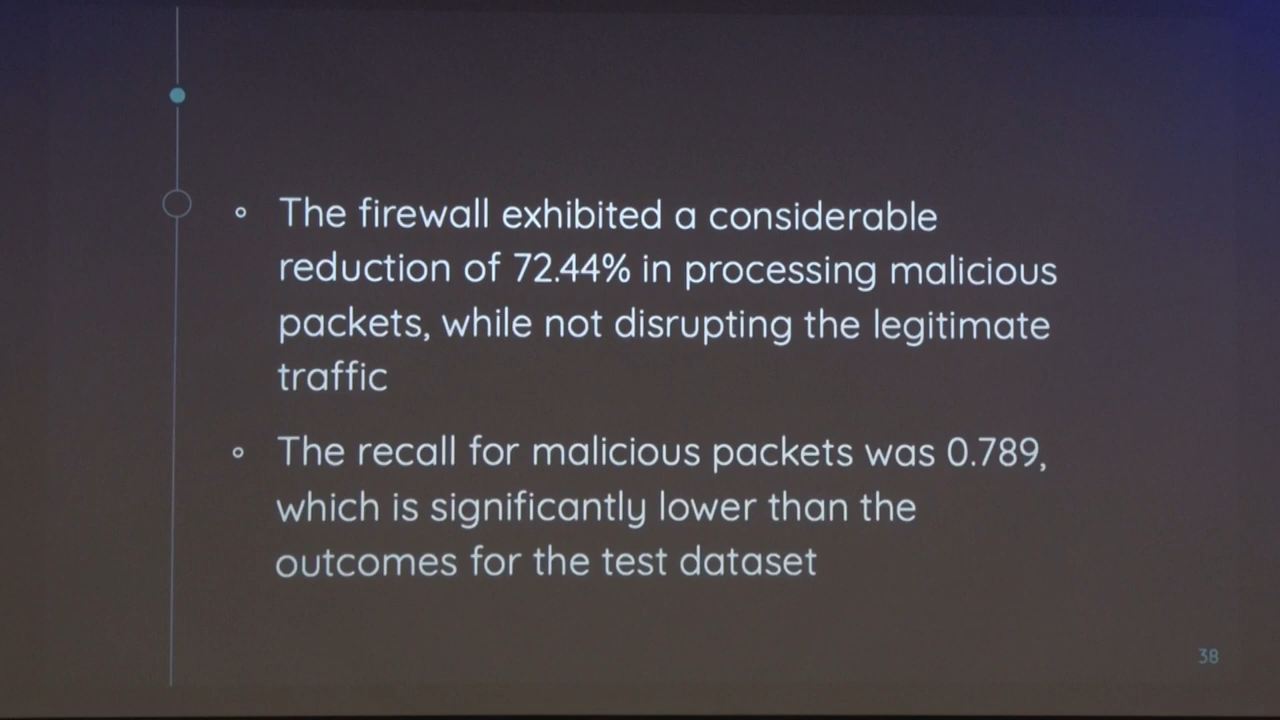 The firewall exhibited a considerable
reduction of 72.44% in processing malicious
packets, while not disrupting the legitimate
traffic
The recall for malicious packets was 0.789,
which is significantly lower than the
outcomes for the test dataset
38